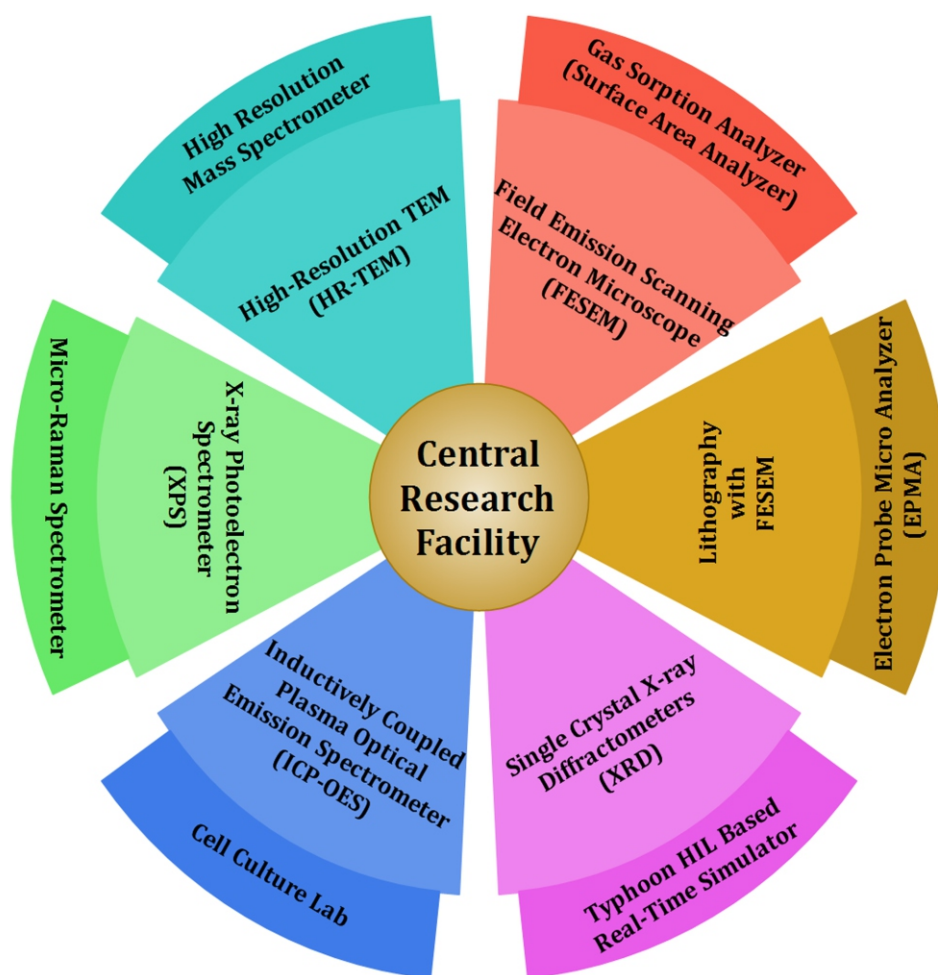 High Resolution
Mass Spectrometer
High-Resolution TEM
(HR-TEM)
Gas Sorption Analyzer
(Surface Area Analyzer)
Field Emission Scanning
Electron Microscope
(FESEM)
Micro-Raman Spectrometer
X-ray Photoelectron
Spectrometer
(XPS)
Central
Research
Facility
Lithography
with
FESEM
Electron Probe Micro Analyzer
(EPMA)
Inductively Coupled
Plasma Optical
Emission Spectrometer
(ICP-OES)
Cell Culture Lab
Single Crystal X-ray
Diffractometers
(XRD)
Typhoon HIL Based
Real-Time Simulator